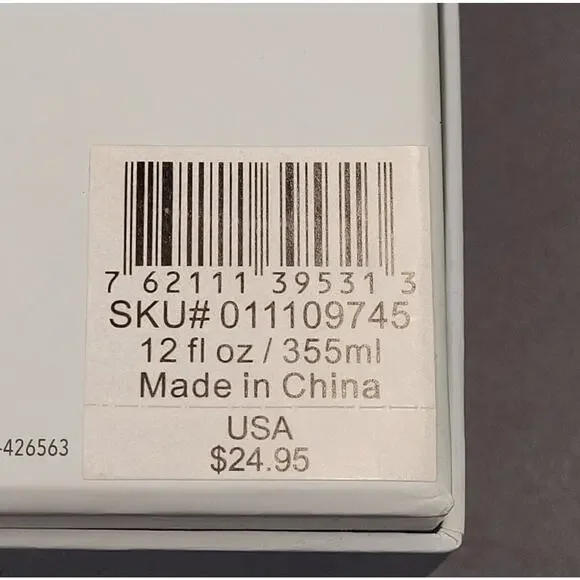 7 62111 39531 3
SKU# 011109745
12 fl oz / 355ml
Made in China
USA
$24.95
-426563